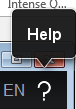 Intense Q...
Help
EN ?